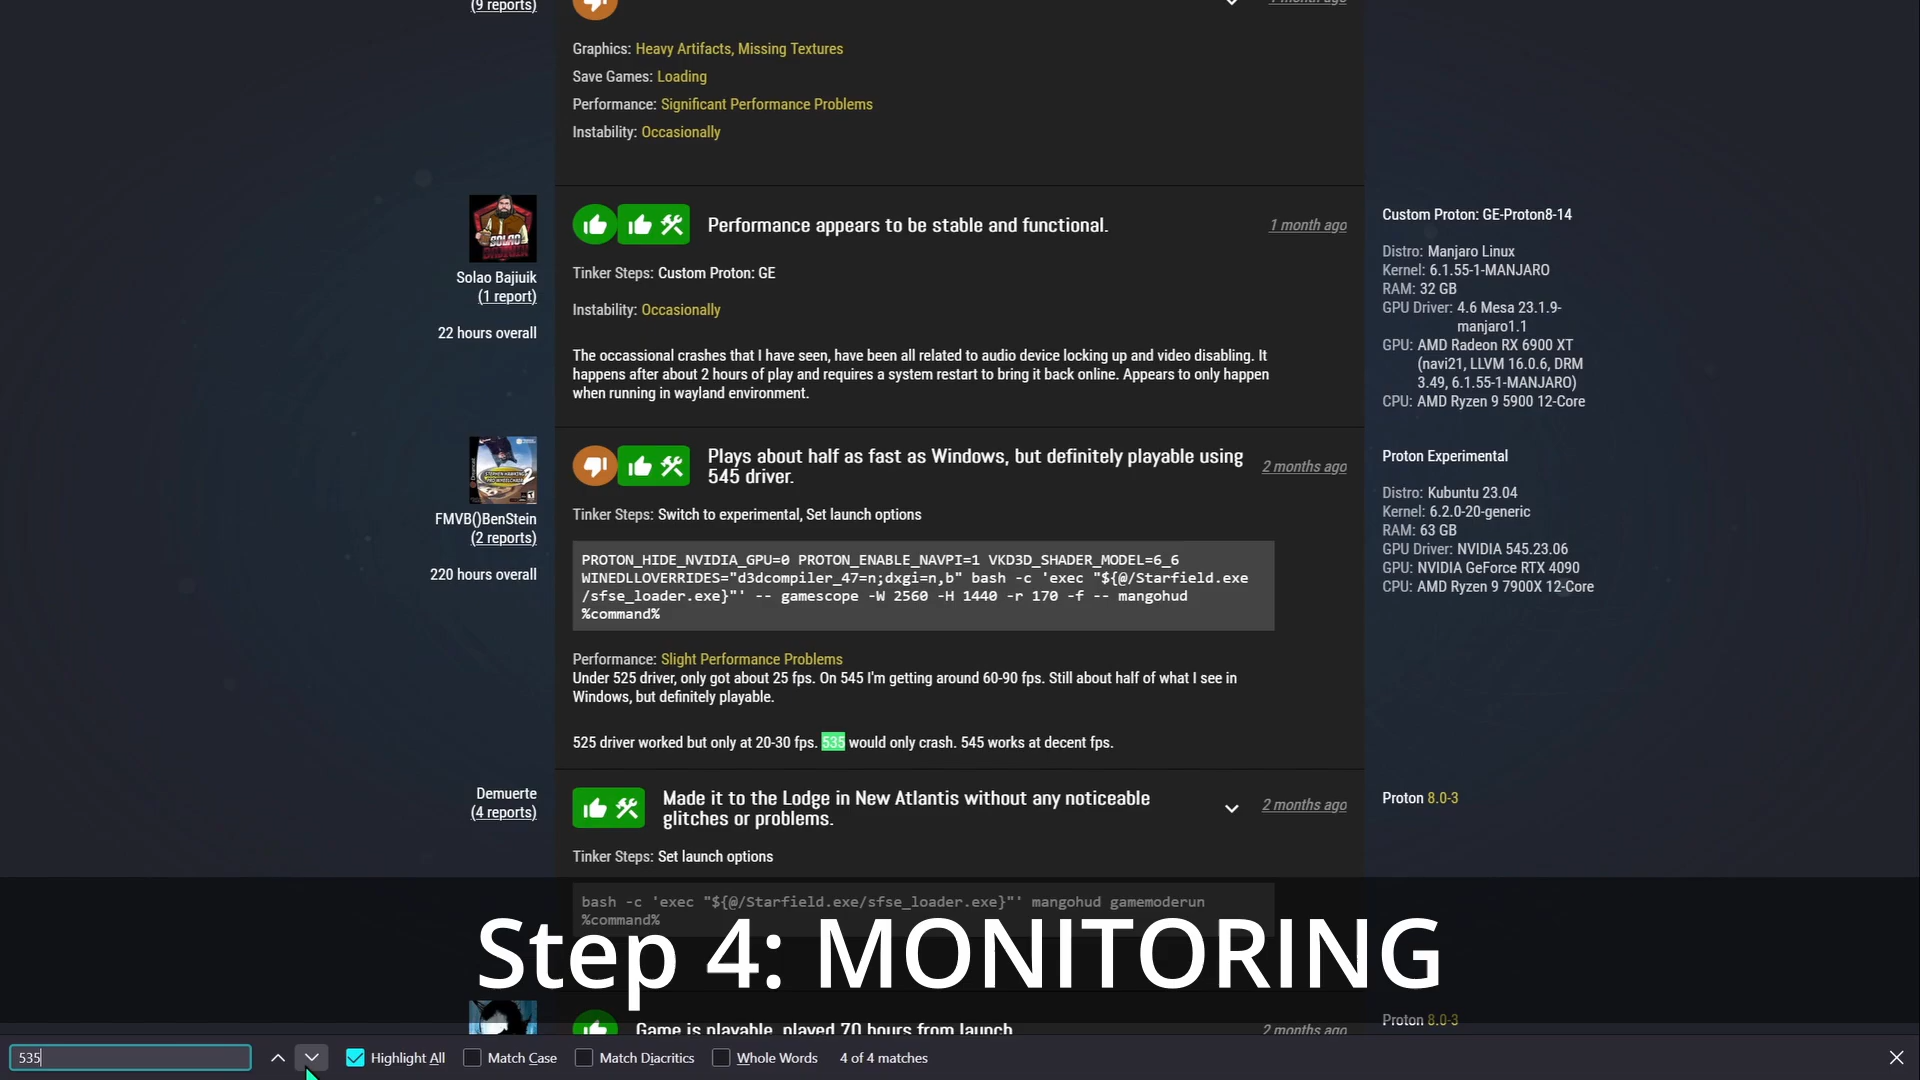 (9 reports)
1 month ago
Graphics: Heavy Artifacts, Missing Textures
Save Games: Loading
Performance: Significant Performance Problems
Instability: Occasionally
Solao Bajiuik
(1 report)
22 hours overall
Performance appears to be stable and functional.
1 month ago
Tinker Steps: Custom Proton: GE
Instability: Occasionally
The occassional crashes that I have seen, have been all related to audio device locking up and video disabling. It
happens after about 2 hours of play and requires a system restart to bring it back online. Appears to only happen
when running in wayland environment.
Custom Proton: GE-Proton8-14
Distro: Manjaro Linux
Kernel: 6.1.55-1-MANJARO
RAM: 32 GB
GPU Driver: 4.6 Mesa 23.1.9-
manjaro1.1
GPU: AMD Radeon RX 6900 XT
(navi21, LLVM 16.0.6, DRM
3.49, 6.1.55-1-MANJARO)
CPU: AMD Ryzen 9 5900 12-Core
FMVB()BenStein
(2 reports)
220 hours overall
Plays about half as fast as Windows, but definitely playable using
545 driver.
2 months ago
Tinker Steps: Switch to experimental, Set launch options
PROTON_HIDE_NVIDIA_GPU=0 PROTON_ENABLE_NVAPI=1 VKD3D_SHADER_MODEL=6_6
WINEDLLOVERRIDES="d3dcompiler_47=n;dxgi=n,b" bash -c 'exec "${@/Starfield.exe
/sfse_loader.exe}"' -- gamescope -W 2560 -H 1440 -r 170 -f -- mangohud
%command%
Performance: Slight Performance Problems
Under 525 driver, only got about 25 fps. On 545 I'm getting around 60-90 fps. Still about half of what I see in
Windows, but definitely playable.
525 driver worked but only at 20-30 fps. 535 would only crash. 545 works at decent fps.
Proton Experimental
Distro: Kubuntu 23.04
Kernel: 6.2.0-20-generic
RAM: 63 GB
GPU Driver: NVIDIA 545.23.06
GPU: NVIDIA GeForce RTX 4090
CPU: AMD Ryzen 9 7900X 12-Core
Demuerte
(4 reports)
Made it to the Lodge in New Atlantis without any noticeable
glitches or problems.
2 months ago
Proton 8.0-3
Tinker Steps: Set launch options
bash -c 'exec "${@/Starfield.exe/sfse_loader.exe}"' mangohud gamemoderun
%command%
Step 4: MONITORING
Game is playable, played 70 hours from launch
2 months ago
Proton 8.0-3
535
Highlight All
Match Case
Match Diacritics
Whole Words
4 of 4 matches